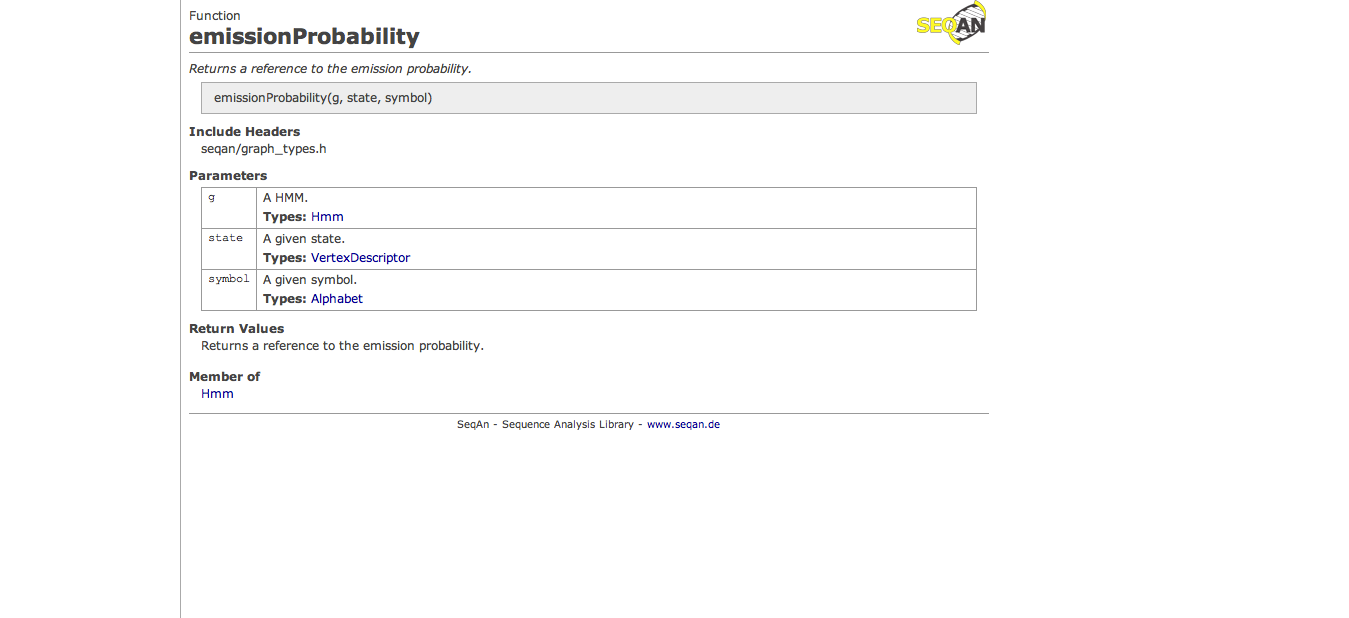 Function
SEQAN
emissionProbability
Returns a reference to the emission probability.
emissionProbability(g, state, symbol)
Include Headers
seqan/graph_types.h
Parameters
g
A HMM.
Types: Hmm
state
A given state.
Types: VertexDescriptor
symbol
A given symbol.
Types: Alphabet
Return Values
Returns a reference to the emission probability.
Member of
Hmm
SeqAn - Sequence Analysis Library - www.seqan.de